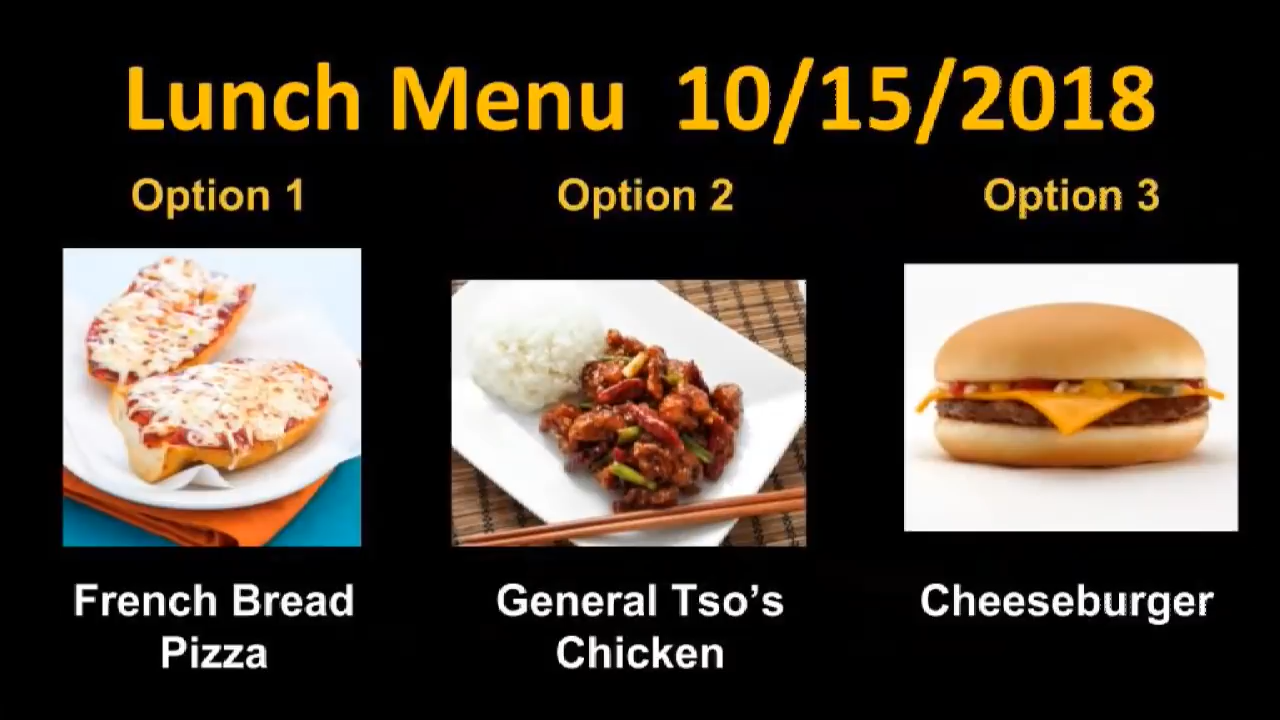 Lunch Menu 10/15/2018
Option 1
Option 2
Option 3
French Bread
Pizza
General Tso’s
Chicken
Cheeseburger